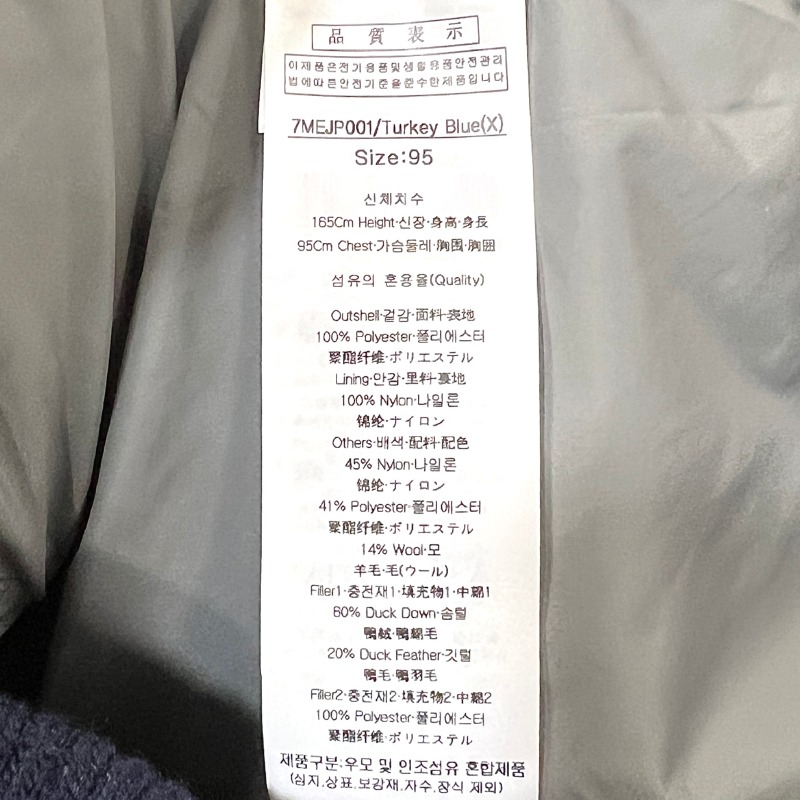 品質表示
이제품은전기용품및생활용품안전관리
법에따른안전기준을준수한제품입니다
7MEJP001/Turkey Blue(X)
Size:95
신체치수
165Cm Height·신장·身高·身長
95Cm Chest·가슴둘레·胸围·胸囲
섬유의 혼용율(Quality)
Outshell·겉감·面料·表地
100% Polyester·폴리에스터
聚酯纤维·ポリエステル
Lining·안감·里料·裏地
100% Nylon·나일론
锦纶·ナイロン
Others·배색·配料·配色
45% Nylon·나일론
锦纶·ナイロン
41% Polyester·폴리에스터
聚酯纤维·ポリエステル
14% Wool·모
羊毛·毛(ウール)
Filler1·충전재1·填充物1·中綿1
80% Duck Down·솜털
鸭绒·鴨綿毛
20% Duck Feather·깃털
鸭毛·鴨羽毛
Filler2·충전재2·填充物2·中綿2
100% Polyester·폴리에스터
聚酯纤维·ポリエステル
제품구분:우모 및 인조섬유 혼합제품
(심지,상표,보강재,자수,장식 제외)